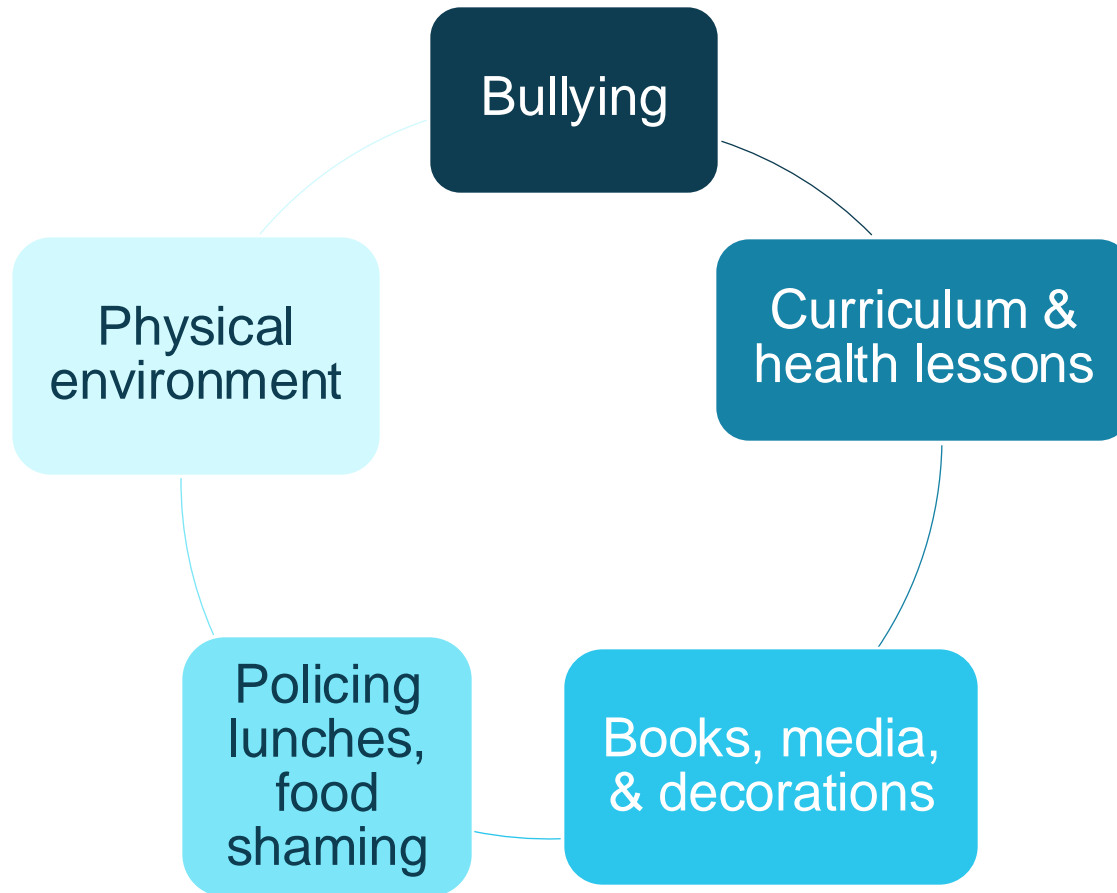 Bullying
Curriculum &
health lessons
Books, media,
& decorations
Policing
lunches,
food
shaming
Physical
environment